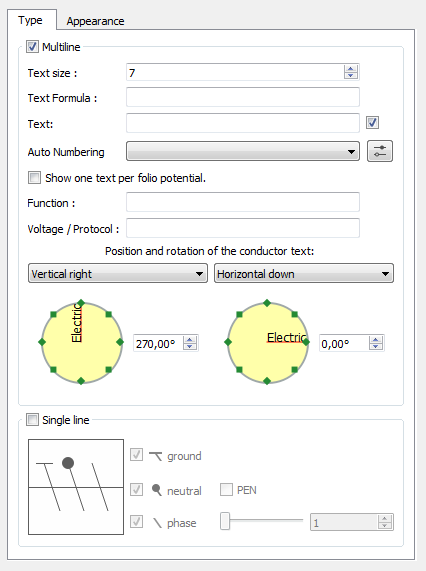 Type Appearance
Multiline
Text size : 7
Text Formula :
Text:
Auto Numbering
Show one text per folio potential.
Function :
Voltage / Protocol :
Position and rotation of the conductor text:
Vertical right Horizontal down
Electric 270,00° Electric 0,00°
Single line
ground
neutral PEN
phase 1